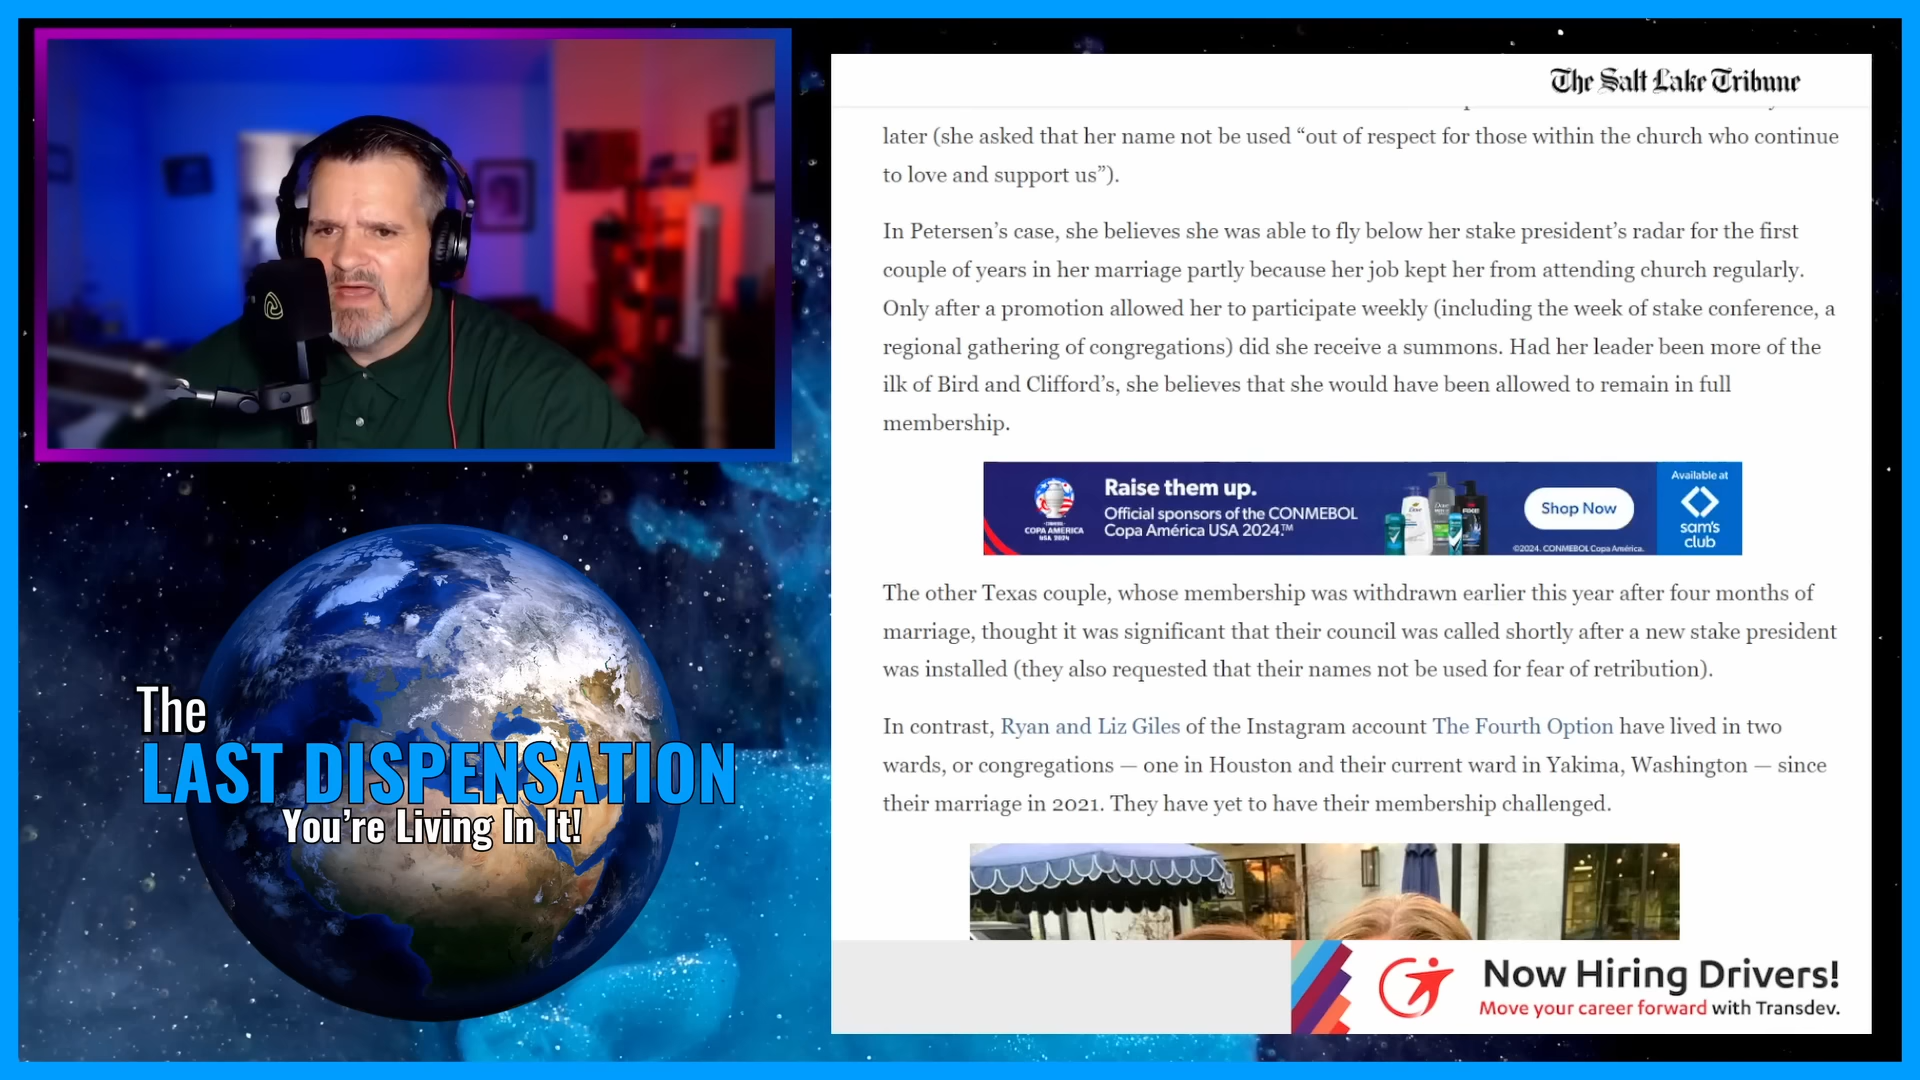 The Salt Lake Tribune
later (she asked that her name not be used “out of respect for those within the church who continue
to love and support us”).
In Petersen’s case, she believes she was able to fly below her stake president’s radar for the first
couple of years in her marriage partly because her job kept her from attending church regularly.
Only after a promotion allowed her to participate weekly (including the week of stake conference, a
regional gathering of congregations) did she receive a summons. Had her leader been more of the
ilk of Bird and Clifford’s, she believes that she would have been allowed to remain in full
membership.
COPA AMERICA
USA 2024
Raise them up.
Official sponsors of the CONMEBOL
Copa América USA 2024.™
Shop Now
©2024. CONMEBOL Copa América.
Available at
sam's
club
The other Texas couple, whose membership was withdrawn earlier this year after four months of
marriage, thought it was significant that their council was called shortly after a new stake president
was installed (they also requested that their names not be used for fear of retribution).
In contrast, Ryan and Liz Giles of the Instagram account The Fourth Option have lived in two
wards, or congregations — one in Houston and their current ward in Yakima, Washington — since
their marriage in 2021. They have yet to have their membership challenged.
Now Hiring Drivers!
Move your career forward with Transdev.
The
LAST DISPENSATION
You're Living In It!